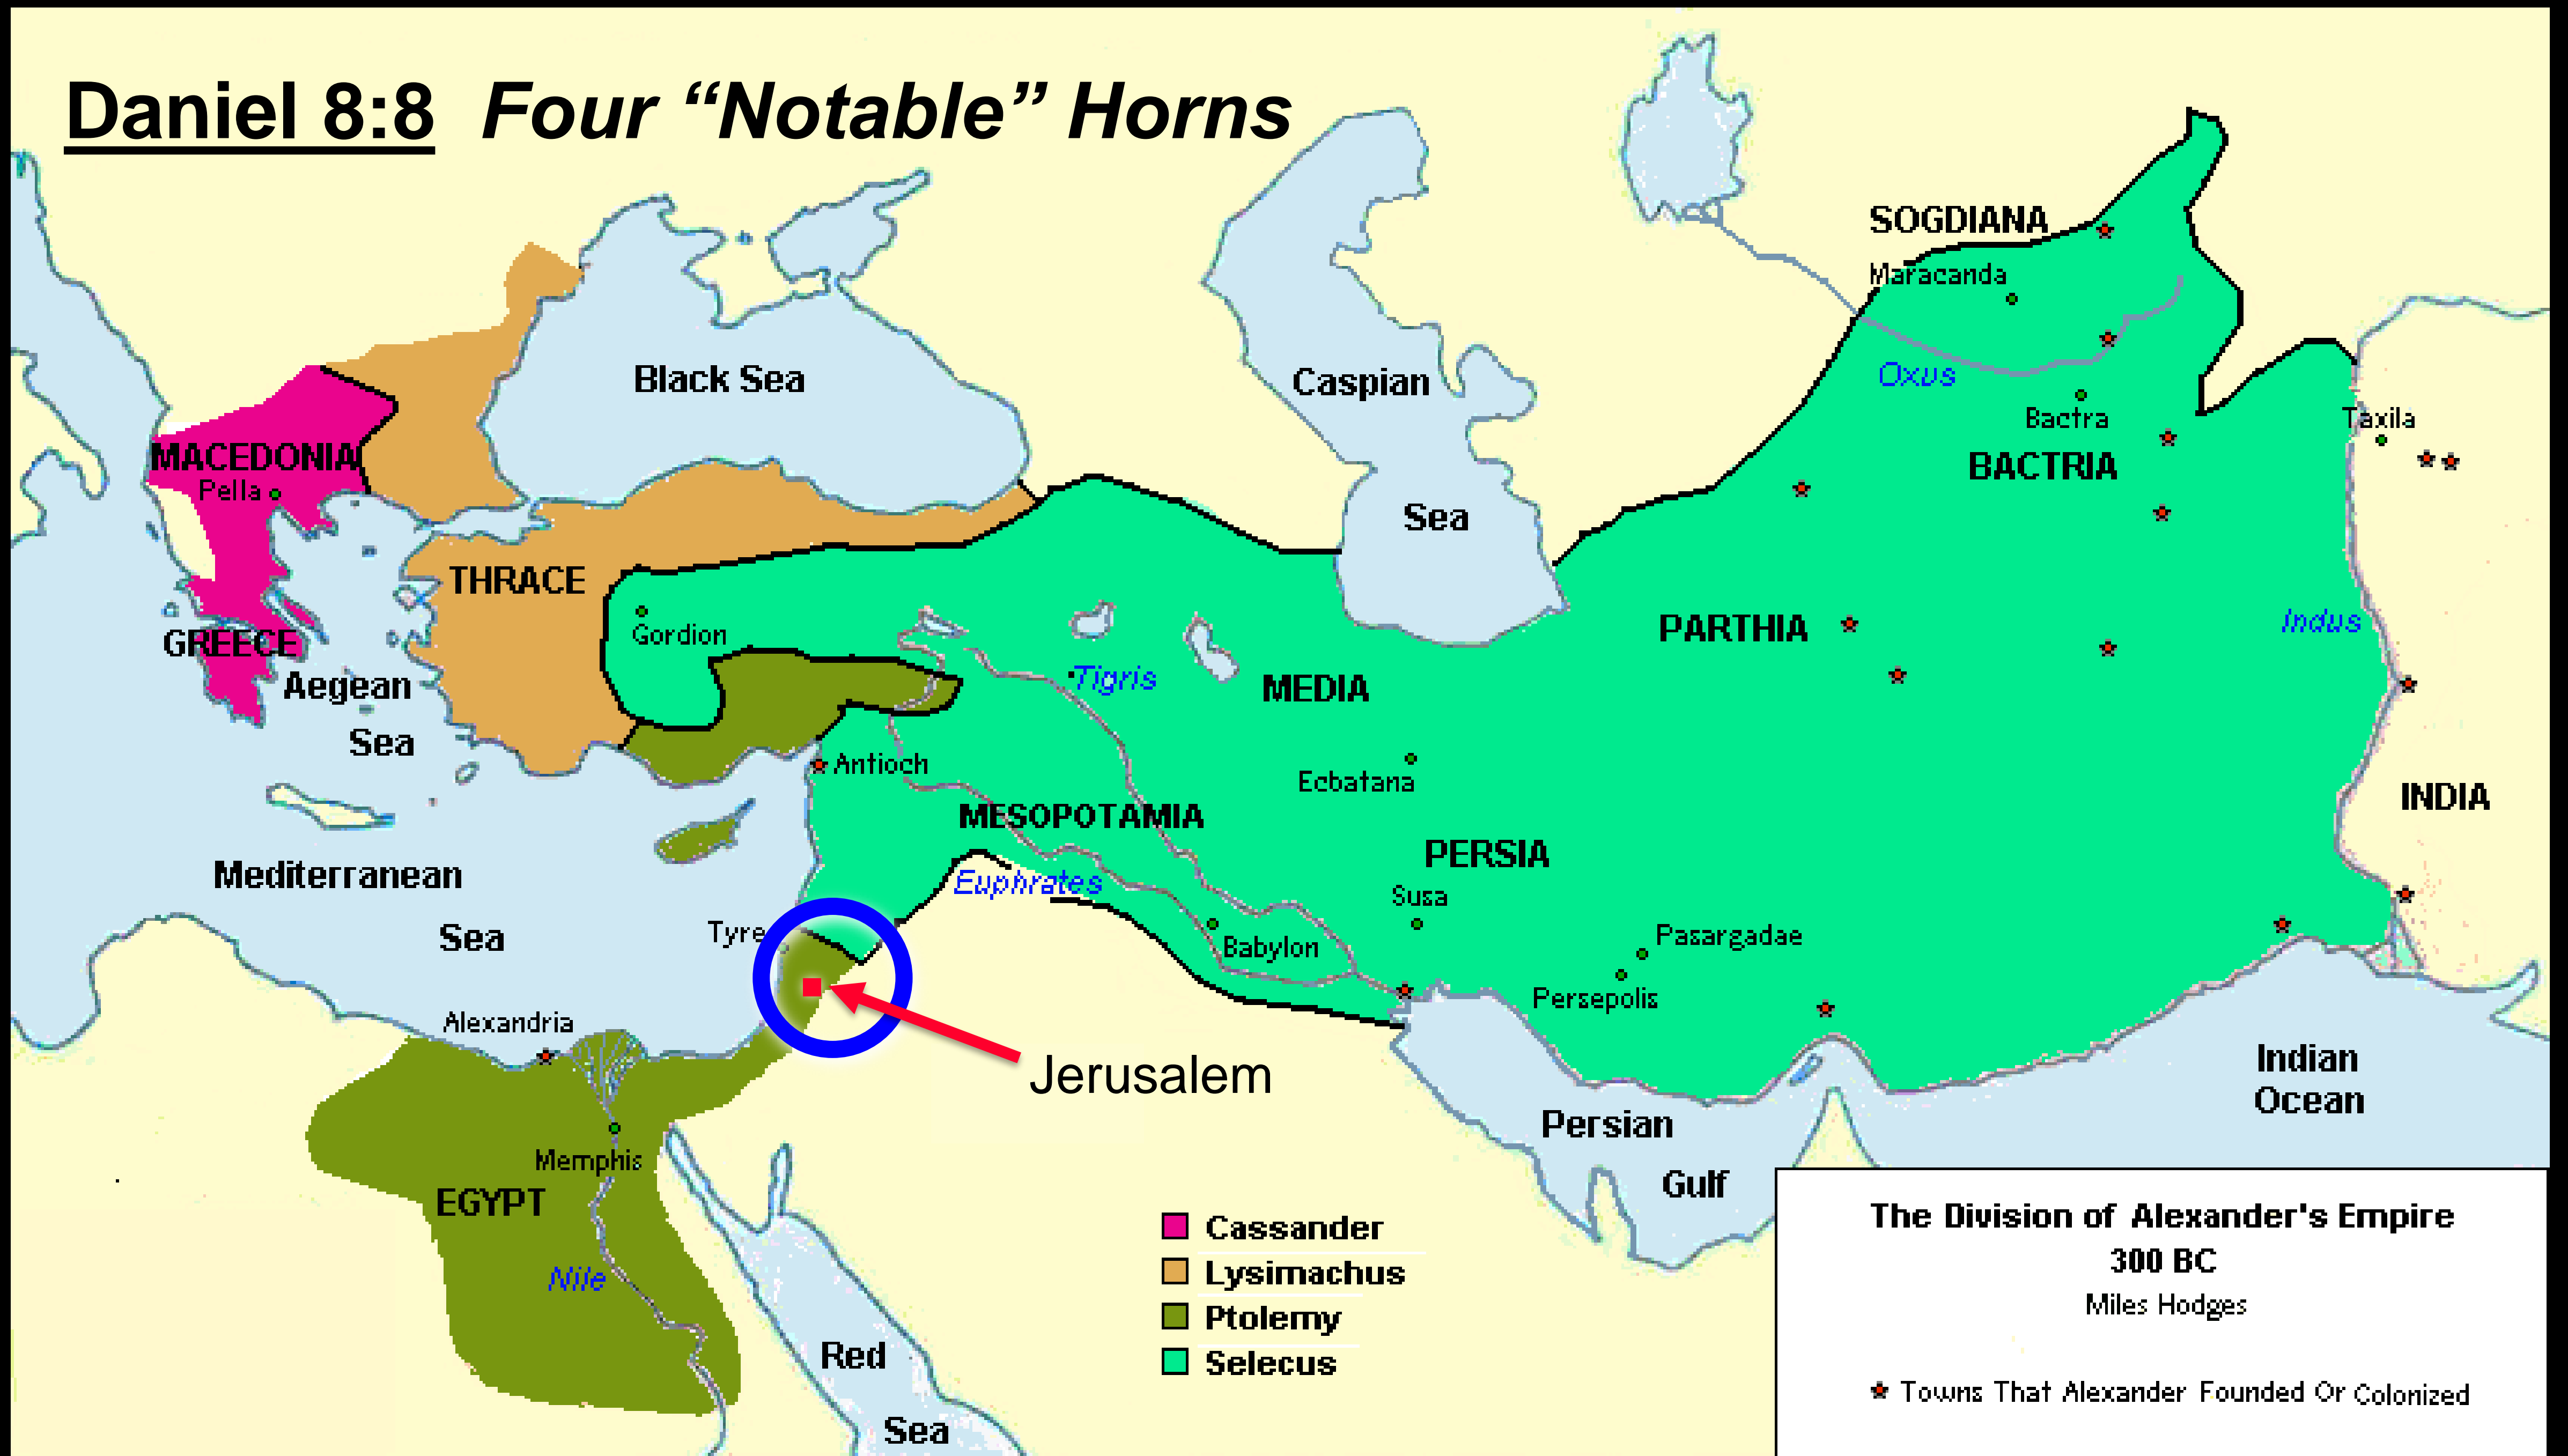 Daniel 8:8 Four “Notable” Horns
SOGDIANA
Maracanda
Black Sea
Caspian
Sea
Oxus
Bactra
Taxila
BACTRIA
MACEDONIA
Pella
THRACE
Gordion
PARTHIA
Indus
GREECE
Aegean
Sea
Tigris
MEDIA
Antioch
Ecbatana
INDIA
MESOPOTAMIA
PERSIA
Mediterranean
Sea
Euphrates
Susa
Tyre
Babylon
Pasargadae
Persepolis
Alexandria
Jerusalem
Indian
Ocean
Persian
Gulf
Memphis
EGYPT
Nile
Red
Sea
Cassander
Lysimachus
Ptolemy
Selecus
The Division of Alexander's Empire
300 BC
Miles Hodges
Towns That Alexander Founded Or Colonized